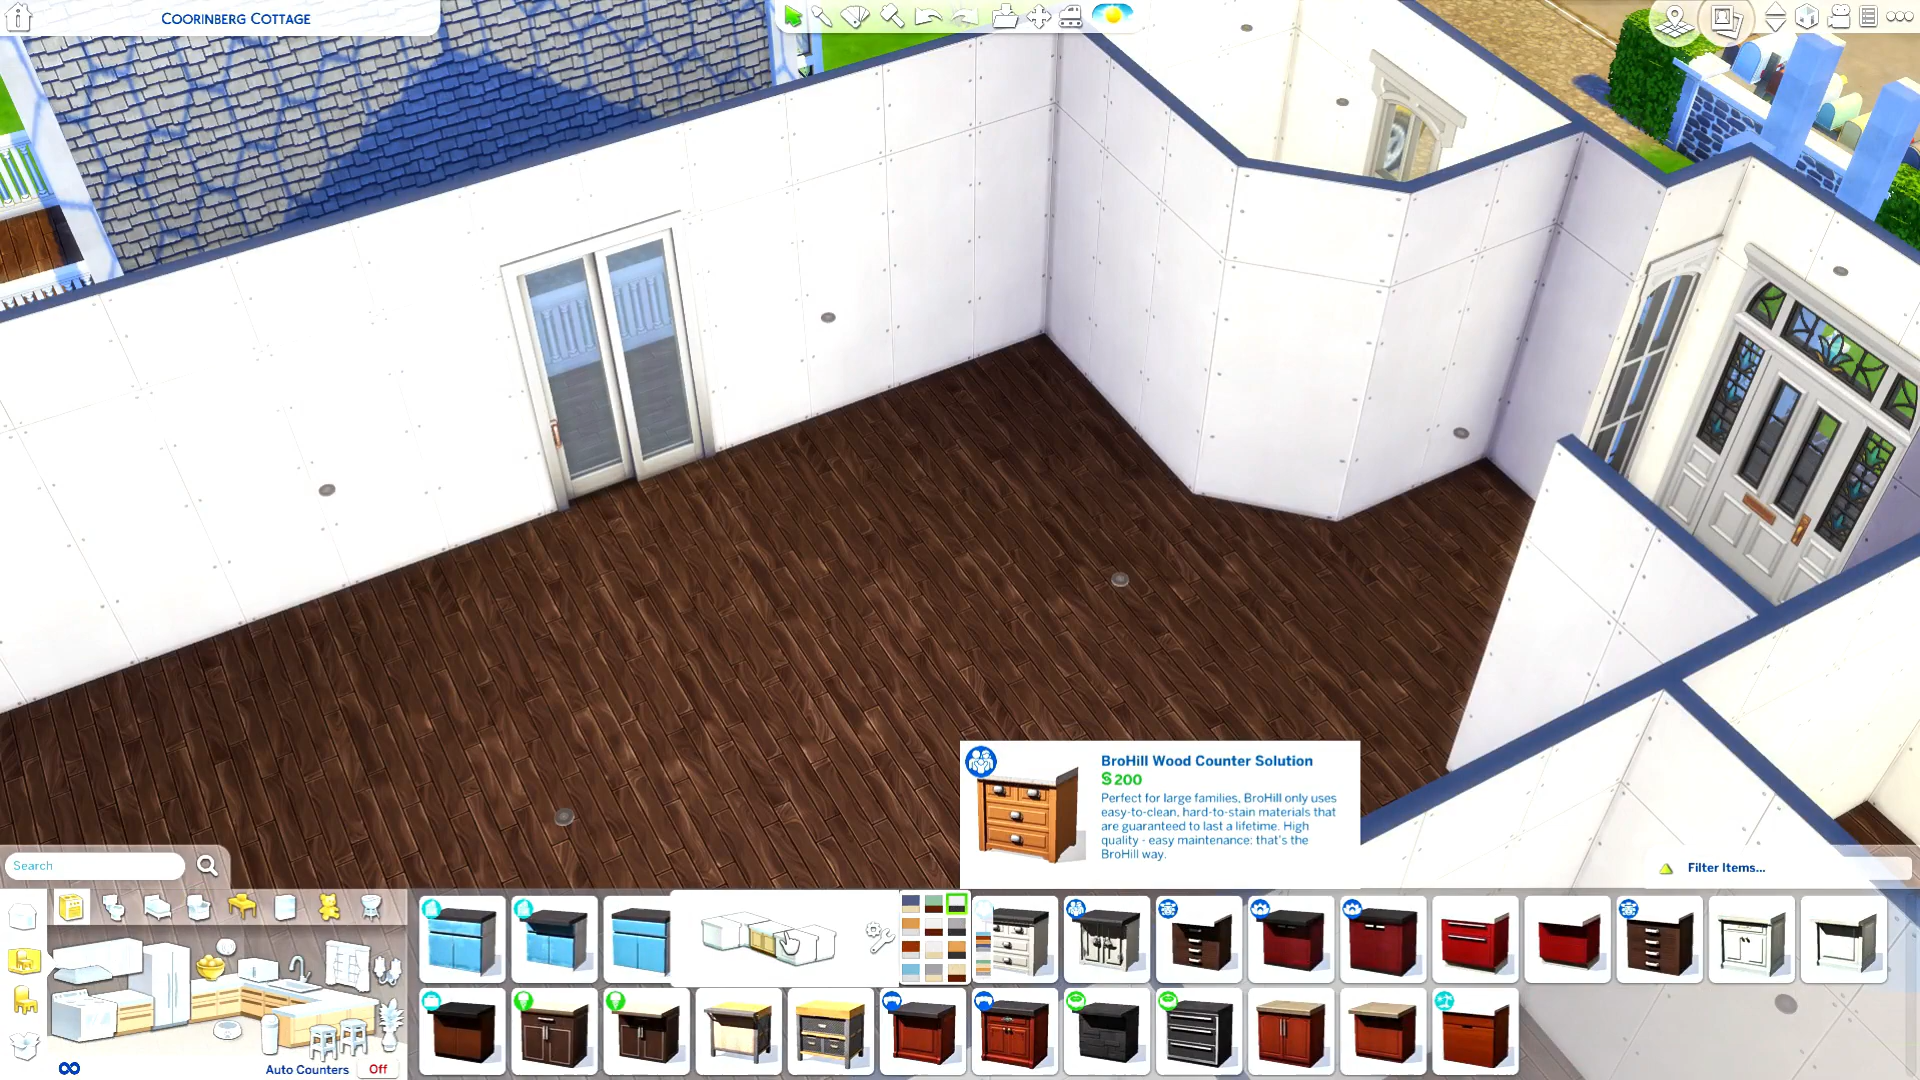 Coorinberg Cottage
BroHill Wood Counter Solution
§200
Perfect for large families, BroHill only uses
easy-to-clean, hard-to-stain materials that
are guaranteed to last a lifetime. High
quality - easy maintenance: that's the
BroHill way.
Search
Filter Items...
Auto Counters Off